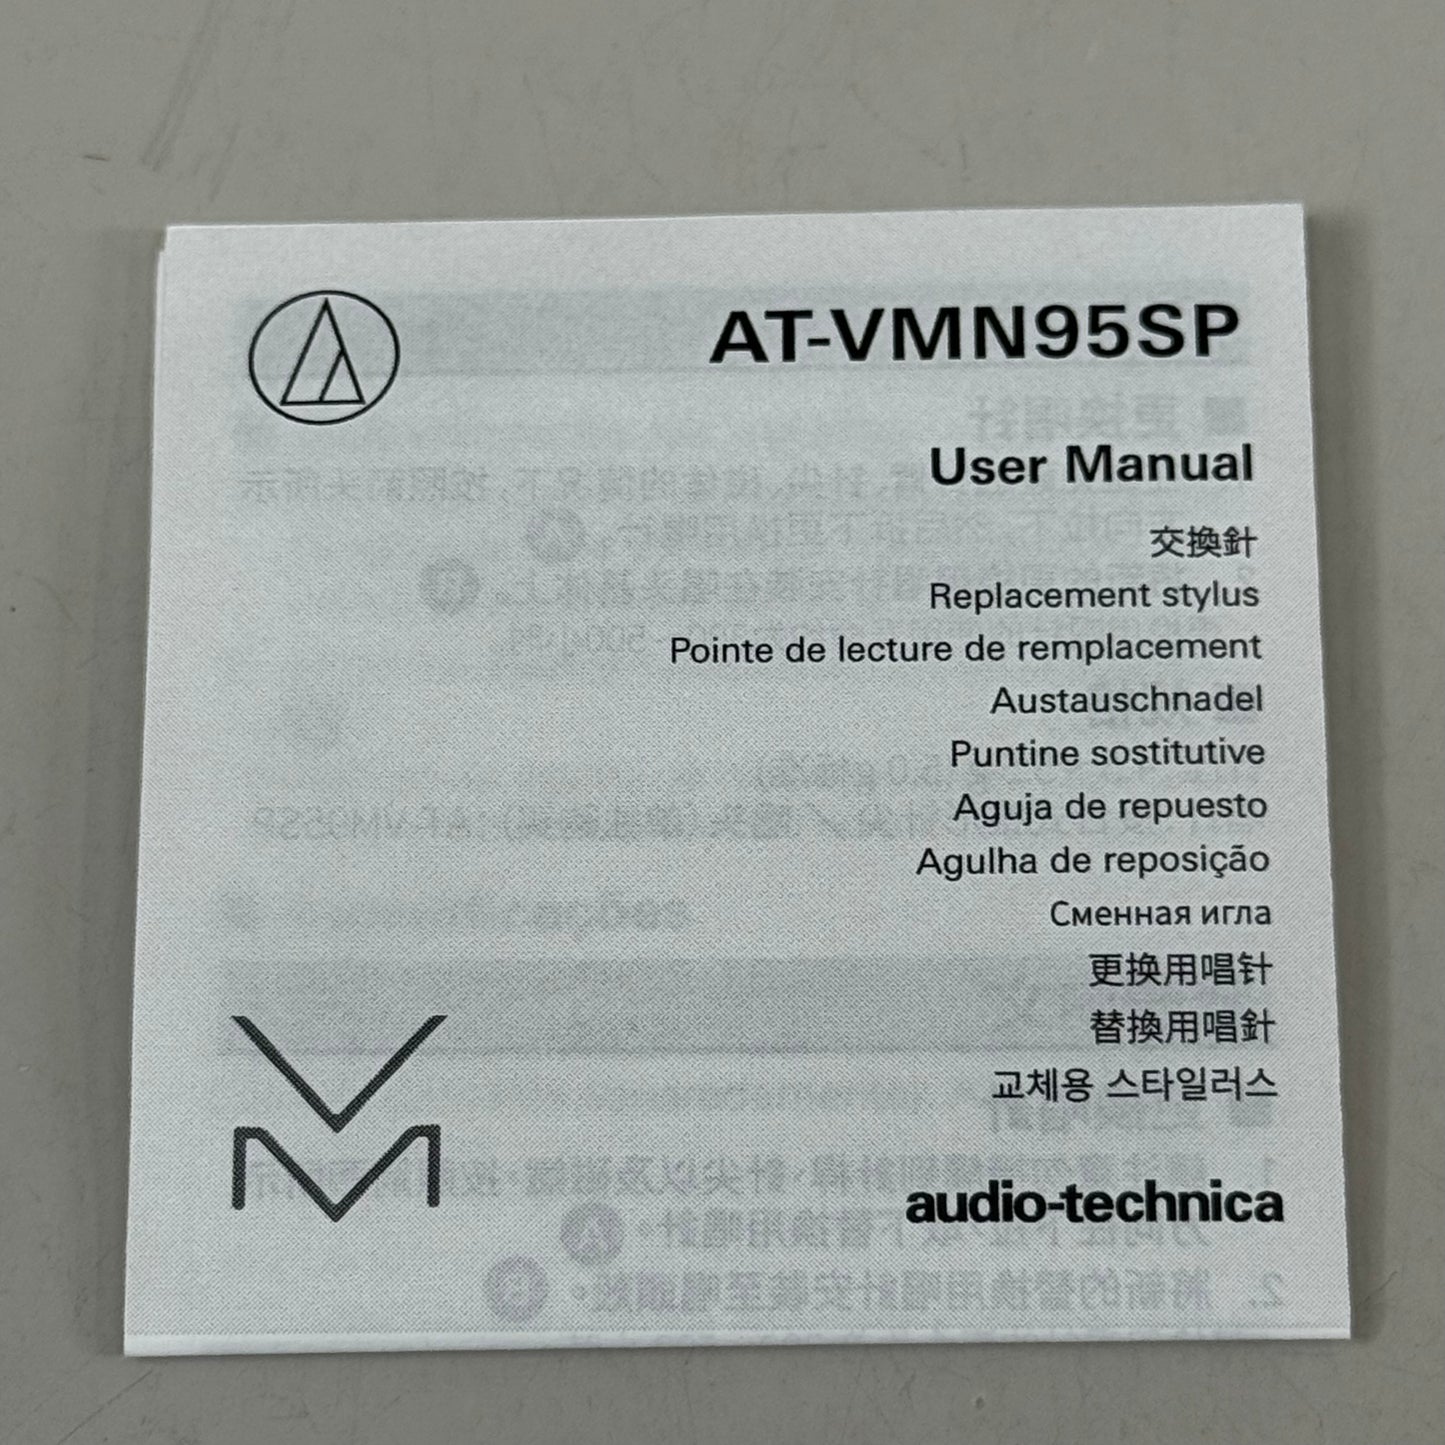 AT-VMN95SP
User Manual
交換針
Replacement stylus
Pointe de lecture de remplacement
Austauschnadel
Puntine sostitutive
Aguja de repuesto
Agulha de reposição
Сменная игла
更换用唱针
替換用唱針
교체용 스타일러스
VM
audio-technica